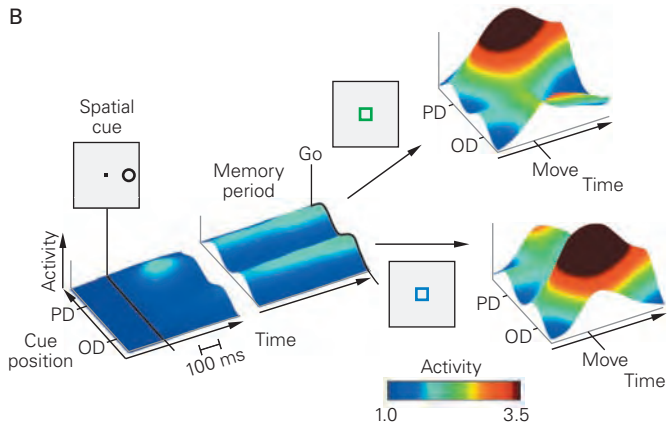 B
Spatial
cue
Go
Memory
period
PD
OD
Move
Time
Activity
PD
OD
Cue
position
Time
100 ms
PD
OD
Move
Time
Activity
1.0
3.5